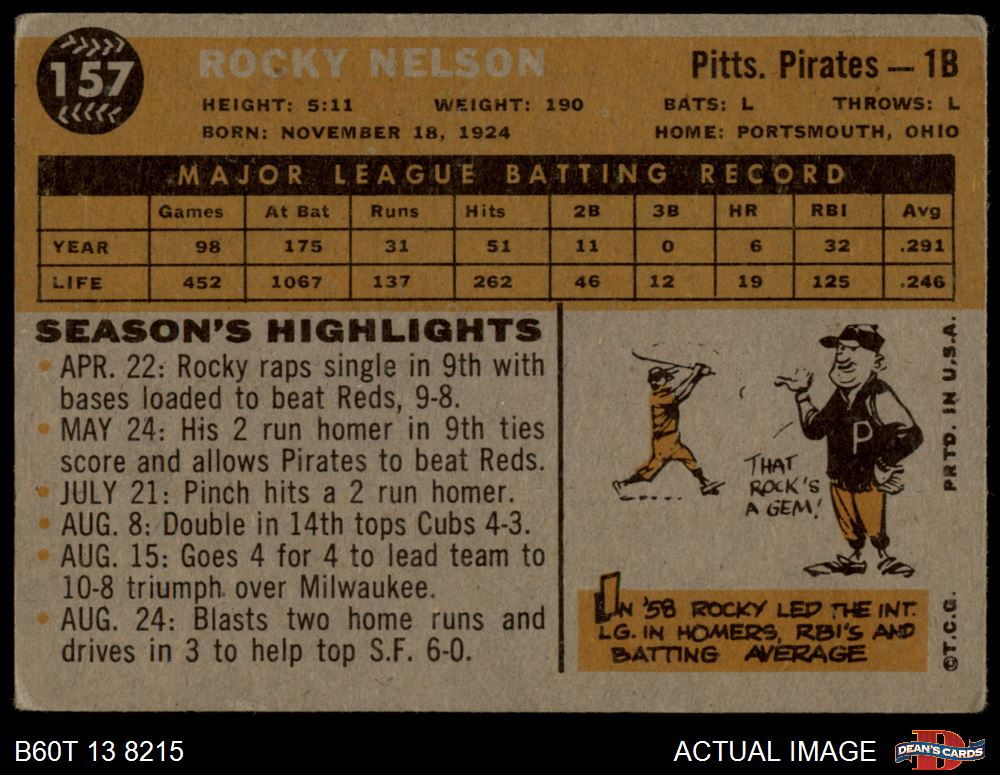 157
ROCKY NELSON
Pitts. Pirates — 1B
HEIGHT: 5:11 WEIGHT: 190 BATS: L THROWS: L
BORN: NOVEMBER 18, 1924 HOME: PORTSMOUTH, OHIO
MAJOR LEAGUE BATTING RECORD
Games At Bat Runs Hits 2B 3B HR RBI Avg
YEAR 98 175 31 51 11 0 6 32 .291
LIFE 452 1067 137 262 46 12 19 125 .246
SEASON'S HIGHLIGHTS
• APR. 22: Rocky raps single in 9th with
bases loaded to beat Reds, 9-8.
• MAY 24: His 2 run homer in 9th ties
score and allows Pirates to beat Reds.
• JULY 21: Pinch hits a 2 run homer.
• AUG. 8: Double in 14th tops Cubs 4-3.
• AUG. 15: Goes 4 for 4 to lead team to
10-8 triumph over Milwaukee.
• AUG. 24: Blasts two home runs and
drives in 3 to help top S.F. 6-0.
P
THAT
ROCK'S
A GEM!
IN '58 ROCKY LED THE INT.
LG. IN HOMERS, RBI'S AND
BATTING AVERAGE
PRTD. IN U.S.A.
©T.C.G.
B60T 13 8215
ACTUAL IMAGE
D
DEAN'S CARDS